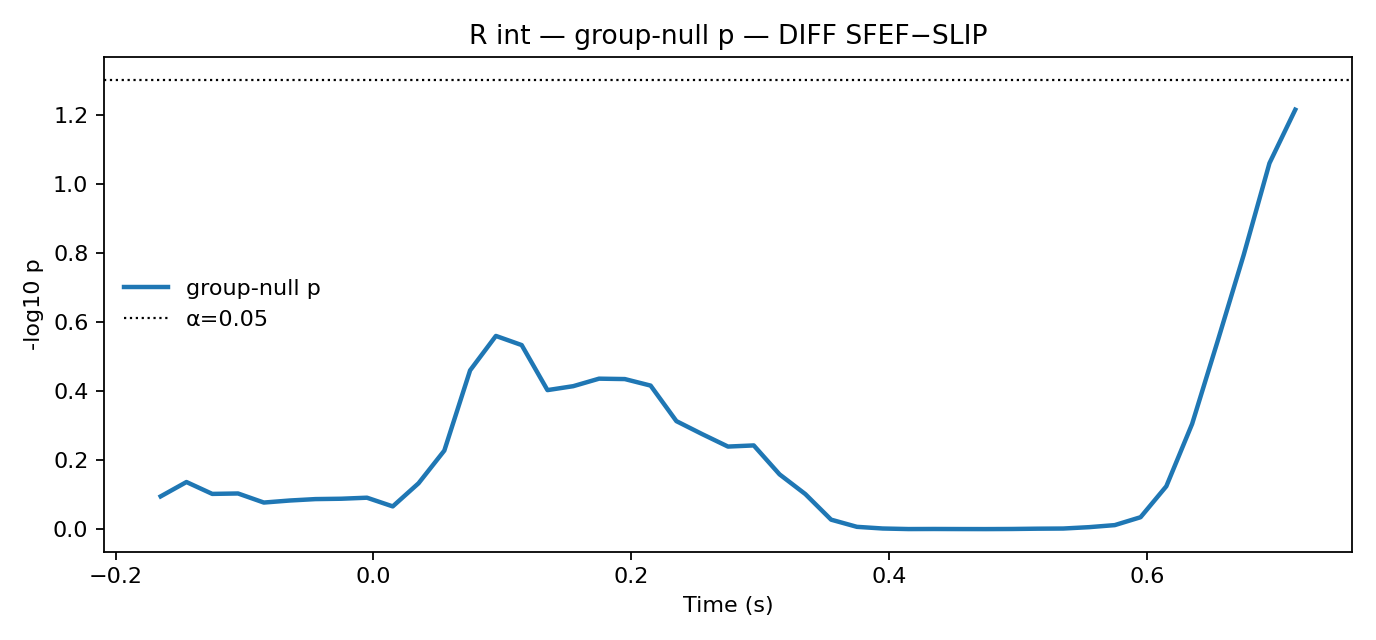 R int — group-null p — DIFF SFEF−SLIP
-log10 p
1.2
1.0
0.8
0.6
0.4
0.2
0.0
group-null p
α=0.05
−0.2 0.0 0.2 0.4 0.6
Time (s)